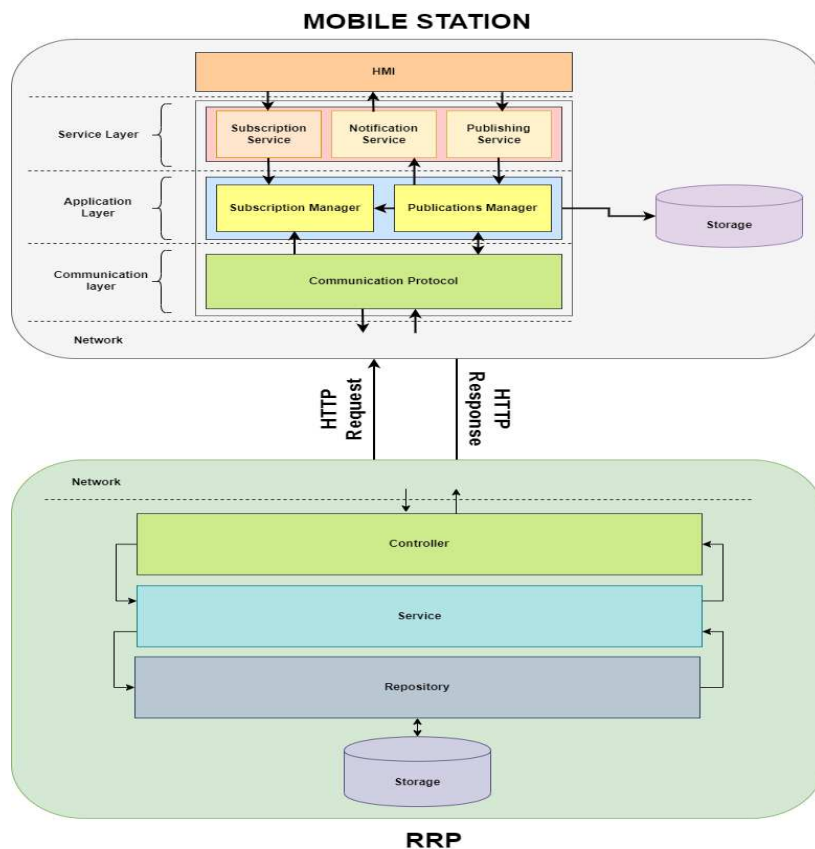 MOBILE STATION
HMI
Service Layer
Subscription
Service
Notification
Service
Publishing
Service
Application
Layer
Subscription Manager
Publications Manager
Storage
Communication
layer
Communication Protocol
Network
HTTP
Request
HTTP
Response
Network
Controller
Service
Repository
Storage
RRP